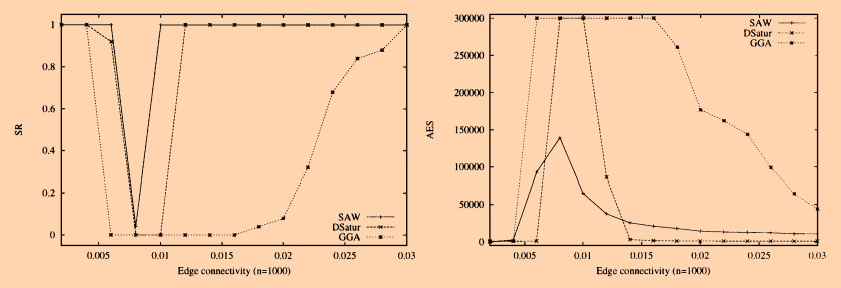 1
0.8
0.6
0.4
0.2
0
SR
0.005
0.01
0.015
0.02
0.025
0.03
Edge connectivity (n=1000)
SAW
DSatur
GGA
300000
250000
200000
150000
100000
50000
0
AES
0.005
0.01
0.015
0.02
0.025
0.03
Edge connectivity (n=1000)
SAW
DSatur
GGA